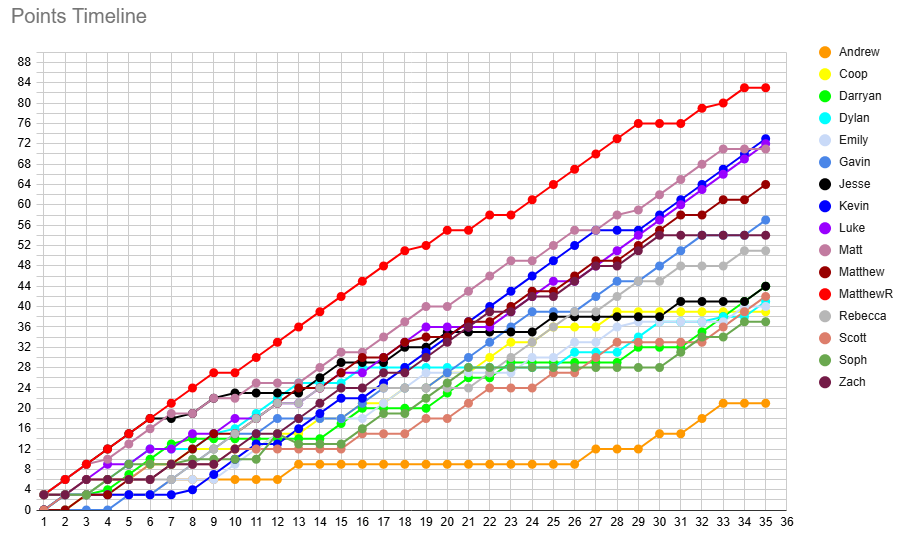 Points Timeline
88
84
80
76
72
68
64
60
56
52
48
44
40
36
32
28
24
20
16
12
8
4
0
1 2 3 4 5 6 7 8 9 10 11 12 13 14 15 16 17 18 19 20 21 22 23 24 25 26 27 28 29 30 31 32 33 34 35 36
Andrew
Coop
Darryan
Dylan
Emily
Gavin
Jesse
Kevin
Luke
Matt
Matthew
MatthewR
Rebecca
Scott
Soph
Zach